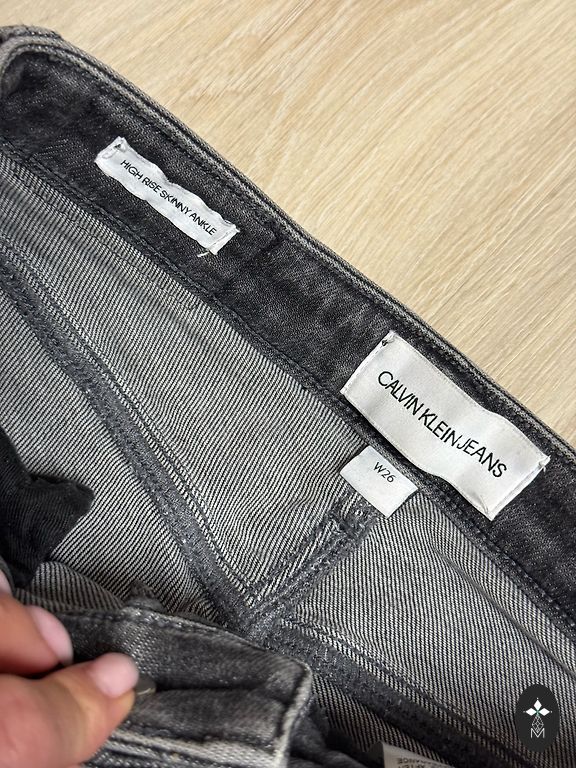 HIGH RISE SKINNY ANKLE
CALVIN KLEIN JEANS
W26
M